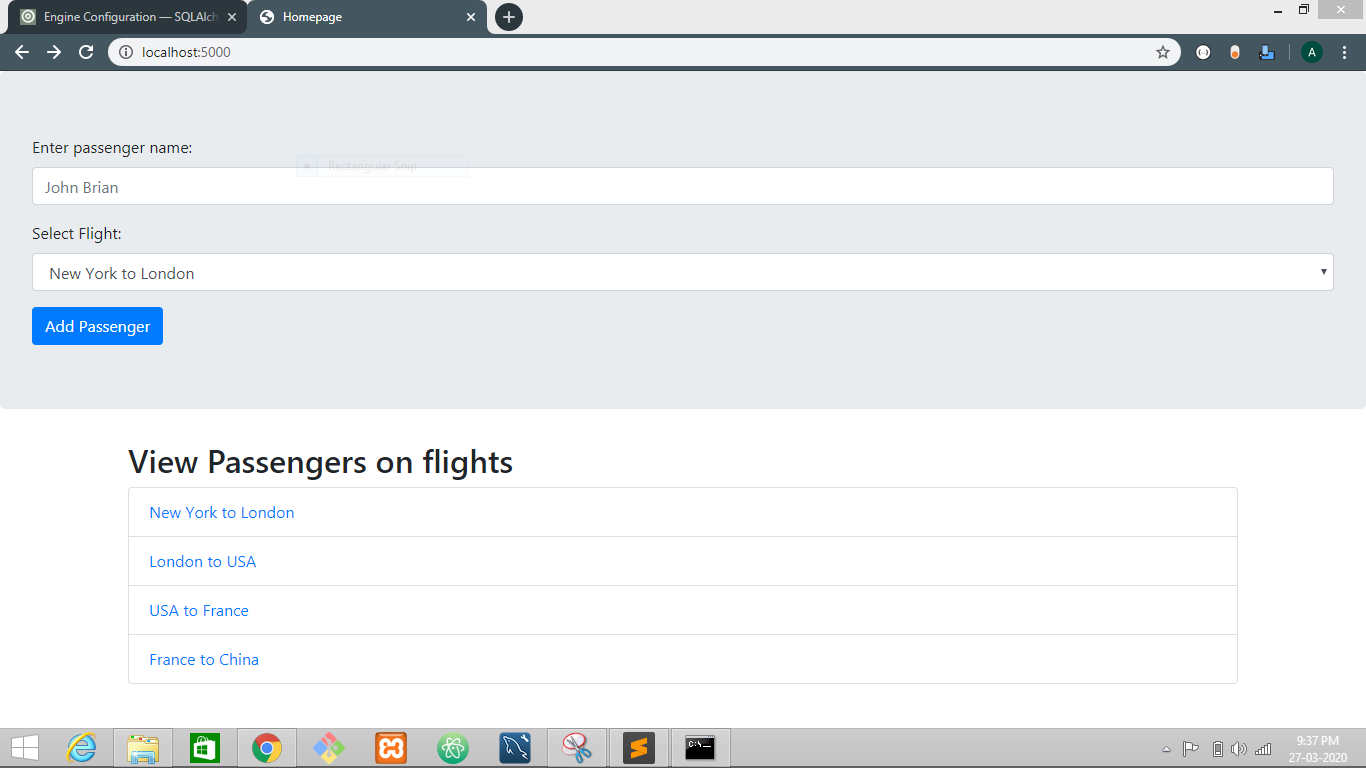 Engine Configuration — SQLAlch
Homepage
localhost:5000
A
Enter passenger name:
Rectangular Snip
John Brian
Select Flight:
New York to London
Add Passenger
View Passengers on flights
New York to London
London to USA
USA to France
France to China
C:\_
9:37 PM
27-03-2020